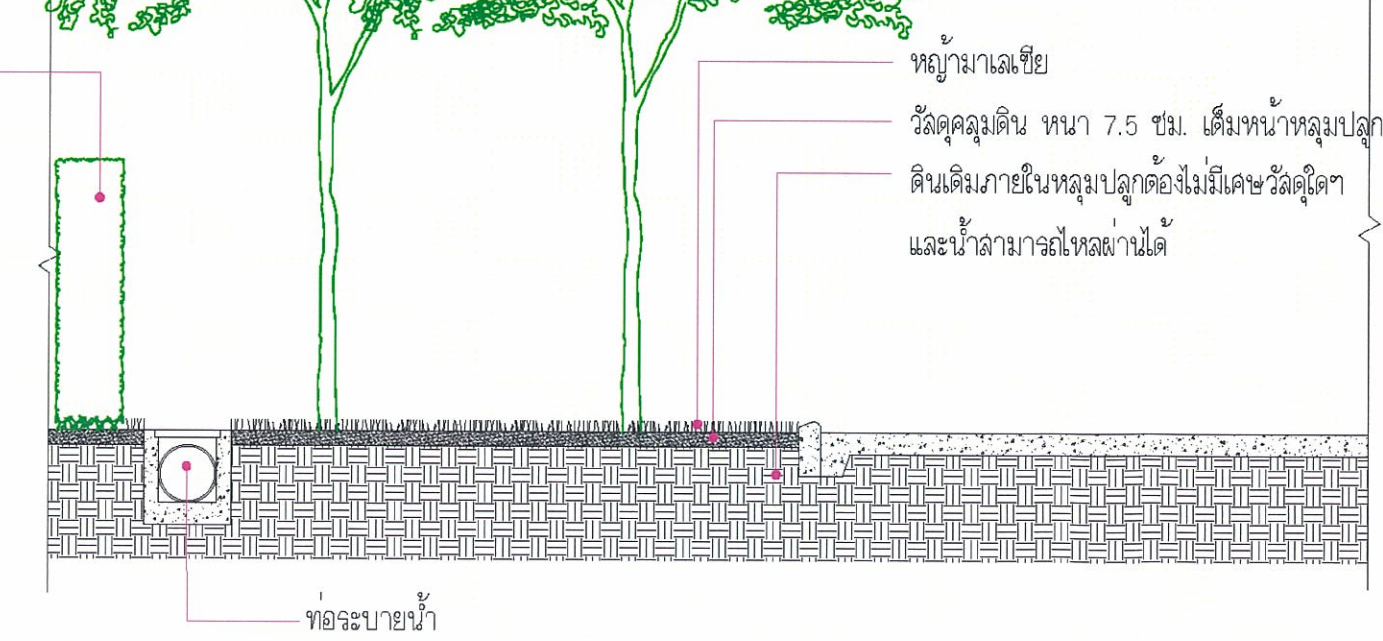 หญ้ามาเลเซีย
วัสดุคลุมดิน หนา 7.5 ซม. เต็มหน้าหลุมปลูก
ดินเดิมภายในหลุมปลูกต้องไม่มีเศษวัสดุใดๆ
และน้ำสามารถไหลผ่านได้
ท่อระบายน้ำ